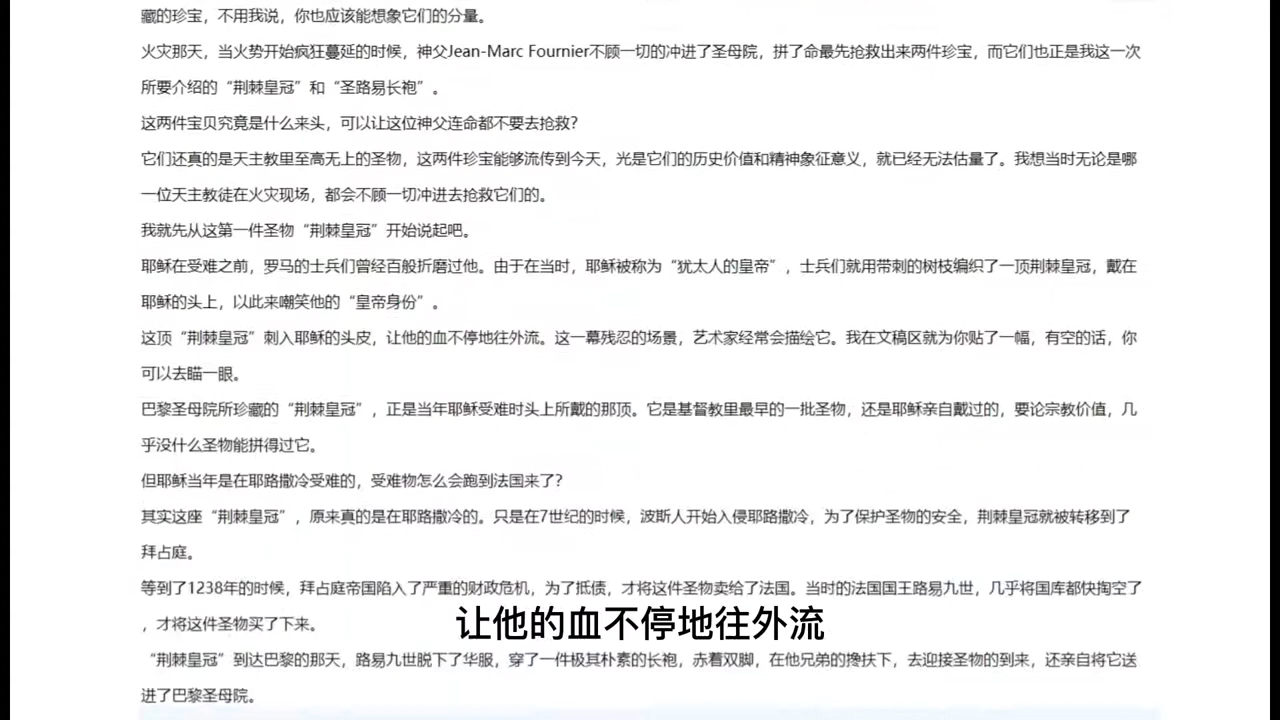 藏的珍宝，不用我说，你也应该能想象它们的分量。
火灾那天，当火势开始疯狂蔓延的时候，神父Jean-Marc Fournier不顾一切的冲进了圣母院，拼了命最先抢救出来两件珍宝，而它们也正是我这一次
所要介绍的“荆棘皇冠”和“圣路易长袍”。
这两件宝贝究竟是什么来头，可以让这位神父连命都不要去抢救？
它们还真的是天主教里至高无上的圣物，这两件珍宝能够流传到今天，光是它们的历史价值和精神象征意义，就已经无法估量了。我想当时无论是哪
一位天主教徒在火灾现场，都会不顾一切冲进去抢救它们的。
我就先从这第一件圣物“荆棘皇冠”开始说起吧。
耶稣在受难之前，罗马的士兵们曾经百般折磨过他。由于在当时，耶稣被称为“犹太人的皇帝”，士兵们就用带刺的树枝编织了一顶荆棘皇冠，戴在
耶稣的头上，以此来嘲笑他的“皇帝身份”。
这顶“荆棘皇冠”刺入耶稣的头皮，让他的血不停地往外流。这一幕残忍的场景，艺术家经常会描绘它。我在文稿区就为你贴了一幅，有空的话，你
可以去瞄一眼。
巴黎圣母院所珍藏的“荆棘皇冠”，正是当年耶稣受难时头上所戴的那顶。它是基督教里最早的一批圣物，还是耶稣亲自戴过的，要论宗教价值，几
乎没什么圣物能拼得过它。
但耶稣当年是在耶路撒冷受难的，受难物怎么会跑到法国来了？
其实这座“荆棘皇冠”，原来真的是在耶路撒冷的。只是在7世纪的时候，波斯人开始入侵耶路撒冷，为了保护圣物的安全，荆棘皇冠就被转移到了
拜占庭。
等到了1238年的时候，拜占庭帝国陷入了严重的财政危机，为了抵债，才将这件圣物卖给了法国。当时的法国国王路易九世，几乎将国库都快掏空了
，才将这件圣物买了下来。
让他的血不停地往外流
“荆棘皇冠”到达巴黎的那天，路易九世脱下了华服，穿了一件极其朴素的长袍，赤着双脚，在他兄弟的搀扶下，去迎接圣物的到来，还亲自将它送
进了巴黎圣母院。